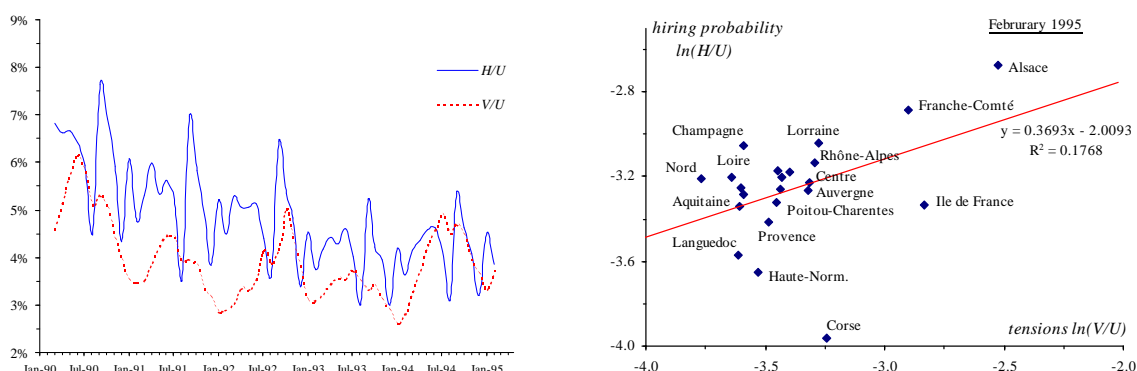 9%
8%
7%
6%
5%
4%
3%
2%
H/U
V/U
Jan-90 Jul-90 Jan-91 Jul-91 Jan-92 Jul-92 Jan-93 Jul-93 Jan-94 Jul-94 Jan-95
hiring probability
ln(H/U)
Februrary 1995
Alsace
-2.8
Franche-Comté
Champagne
Lorraine
y = 0.3693x - 2.0093
R² = 0.1768
Rhône-Alpes
Nord
Loire
-3.2
Centre
Auvergne
Aquitaine
Ile de France
Poitou-Charentes
Provence
Languedoc
-3.6
Haute-Norm.
Corse
tensions ln(V/U)
-4.0
-4.0 -3.5 -3.0 -2.5 -2.0